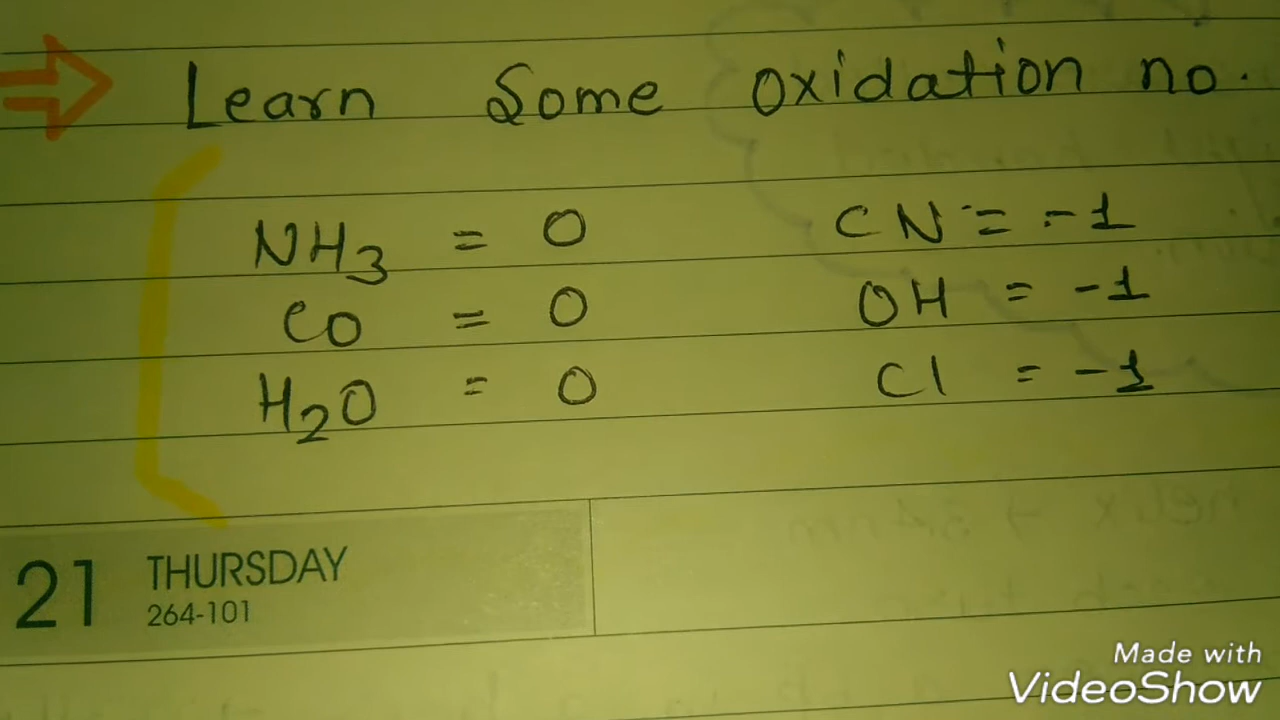 Learn Some Oxidation no.
NH3 = 0 CN = -1
CO = 0 OH = -1
H2O = 0 Cl = -1
21 THURSDAY
264-101
Made with
VideoShow